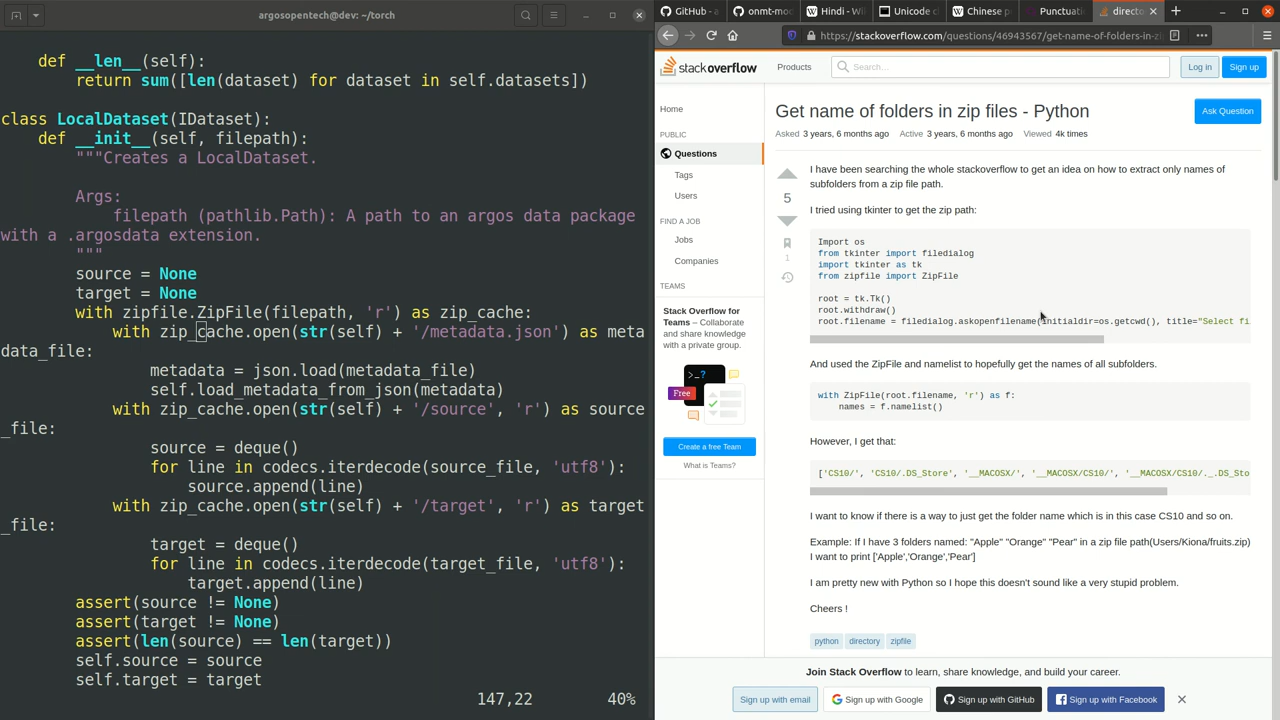 argosopentech@dev: ~/torch
def __len__(self):
return sum([len(dataset) for dataset in self.datasets])
class LocalDataset(IDataset):
def __init__(self, filepath):
"""Creates a LocalDataset.
Args:
filepath (pathlib.Path): A path to an argos data package
with a .argosdata extension.
"""
source = None
target = None
with zipfile.ZipFile(filepath, 'r') as zip_cache:
with zip_cache.open(str(self) + '/metadata.json') as meta
data_file:
metadata = json.load(metadata_file)
self.load_metadata_from_json(metadata)
with zip_cache.open(str(self) + '/source', 'r') as source
_file:
source = deque()
for line in codecs.iterdecode(source_file, 'utf8'):
source.append(line)
with zip_cache.open(str(self) + '/target', 'r') as target
_file:
target = deque()
for line in codecs.iterdecode(target_file, 'utf8'):
target.append(line)
assert(source != None)
assert(target != None)
assert(len(source) == len(target))
self.source = source
self.target = target
147,22 40%
GitHub - a
onmt-mod
Hindi - Wi
Unicode c
Chinese p
Punctuati
directo
https://stackoverflow.com/questions/46943567/get-name-of-folders-in-zi
stackoverflow
Products
Search…
Log in
Sign up
Home
PUBLIC
Questions
Tags
Users
FIND A JOB
Jobs
Companies
TEAMS
Stack Overflow for
Teams – Collaborate
and share knowledge
with a private group.
>_?
Free
Create a free Team
What is Teams?
Get name of folders in zip files - Python
Ask Question
Asked 3 years, 6 months ago Active 3 years, 6 months ago Viewed 4k times
5
1
I have been searching the whole stackoverflow to get an idea on how to extract only names of
subfolders from a zip file path.
I tried using tkinter to get the zip path:
Import os
from tkinter import filedialog
import tkinter as tk
from zipfile import ZipFile
root = tk.Tk()
root.withdraw()
root.filename = filedialog.askopenfilename(initialdir=os.getcwd(), title="Select fi
And used the ZipFile and namelist to hopefully get the names of all subfolders.
with ZipFile(root.filename, 'r') as f:
names = f.namelist()
However, I get that:
['CS10/', 'CS10/.DS_Store', '__MACOSX/', '__MACOSX/CS10/', '__MACOSX/CS10/._.DS_Sto
I want to know if there is a way to just get the folder name which is in this case CS10 and so on.
Example: If I have 3 folders named: "Apple" "Orange" "Pear" in a zip file path(Users/Kiona/fruits.zip)
I want to print ['Apple','Orange','Pear']
I am pretty new with Python so I hope this doesn't sound like a very stupid problem.
Cheers !
python directory zipfile
Join Stack Overflow to learn, share knowledge, and build your career.
Sign up with email
Sign up with Google
Sign up with GitHub
Sign up with Facebook